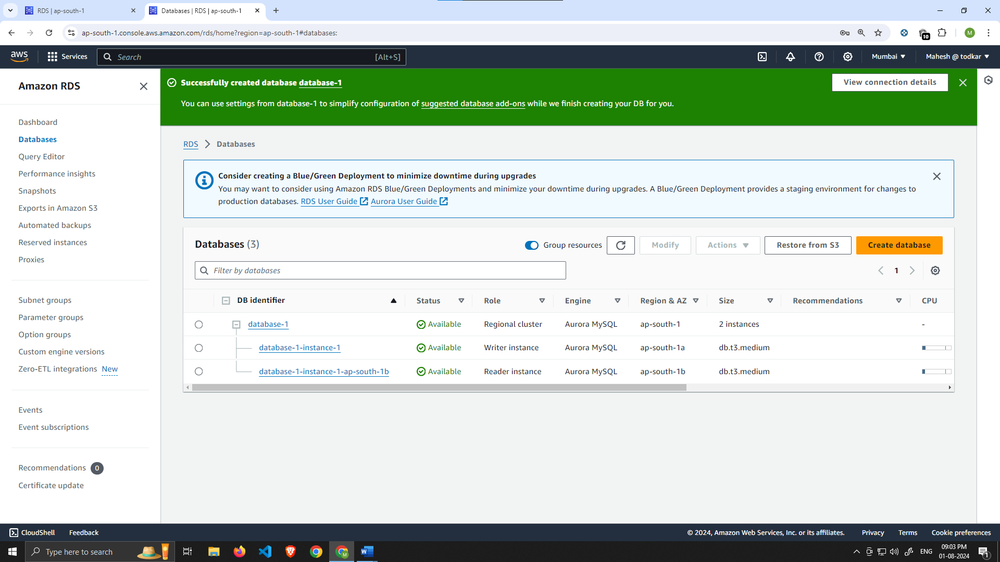 RDS | ap-south-1
Databases | RDS | ap-south-1
ap-south-1.console.aws.amazon.com/rds/home?region=ap-south-1#databases:
10
M
aws
Services
Search
[Alt+S]
Mumbai
Mahesh @ todkar
Amazon RDS
Dashboard
Databases
Query Editor
Performance insights
Snapshots
Exports in Amazon S3
Automated backups
Reserved instances
Proxies
Subnet groups
Parameter groups
Option groups
Custom engine versions
Zero-ETL integrations New
Events
Event subscriptions
Recommendations 0
Certificate update
Successfully created database database-1
View connection details
You can use settings from database-1 to simplify configuration of suggested database add-ons while we finish creating your DB for you.
RDS Databases
Consider creating a Blue/Green Deployment to minimize downtime during upgrades
You may want to consider using Amazon RDS Blue/Green Deployments and minimize your downtime during upgrades. A Blue/Green Deployment provides a staging environment for changes to
production databases. RDS User Guide Aurora User Guide
Databases (3)
Group resources
Modify
Actions
Restore from S3
Create database
Filter by databases
1
DB identifier Status Role Engine Region & AZ Size Recommendations CPU
database-1 Available Regional cluster Aurora MySQL ap-south-1 2 instances -
database-1-instance-1 Available Writer instance Aurora MySQL ap-south-1a db.t3.medium
database-1-instance-1-ap-south-1b Available Reader instance Aurora MySQL ap-south-1b db.t3.medium
CloudShell
Feedback
© 2024, Amazon Web Services, Inc. or its affiliates.
Privacy
Terms
Cookie preferences
Type here to search
M
W
ENG
09:03 PM
01-08-2024
1